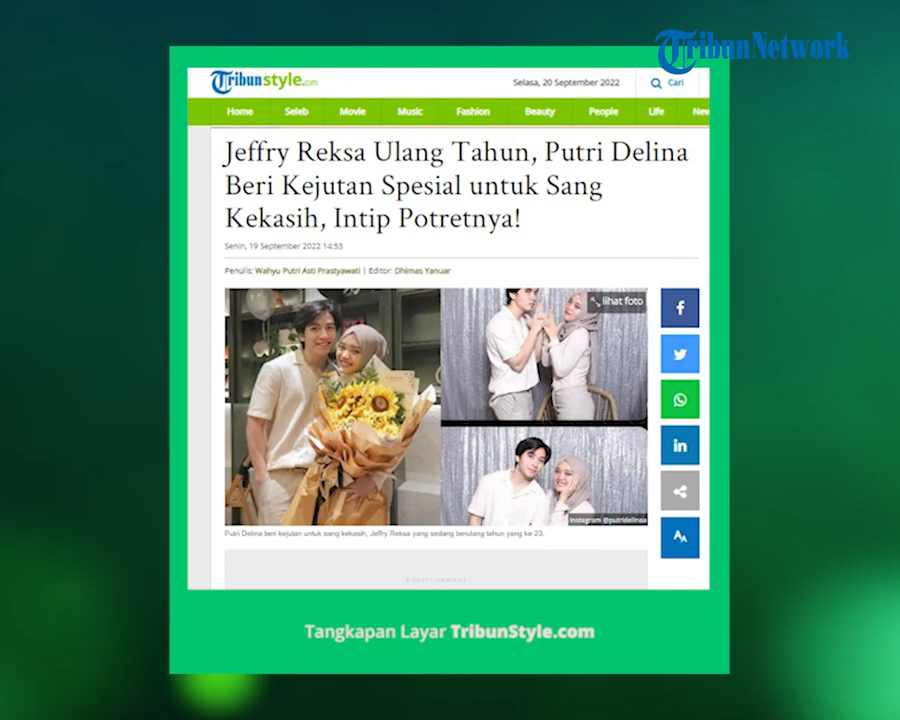 TribunNetwork
Tribunstyle.com
Selasa, 20 September 2022
Cari
Home Seleb Movie Music Fashion Beauty People Life New
Jeffry Reksa Ulang Tahun, Putri Delina
Beri Kejutan Spesial untuk Sang
Kekasih, Intip Potretnya!
Senin, 19 September 2022 14:53
Penulis: Wahyu Putri Asti Prastyawati | Editor: Dhimas Yanuar
lihat foto
Instagram @putridelinaa
Putri Delina beri kejutan untuk sang kekasih, Jeffry Reksa yang sedang berulang tahun yang ke-23.
Advertisement
Tangkapan Layar TribunStyle.com